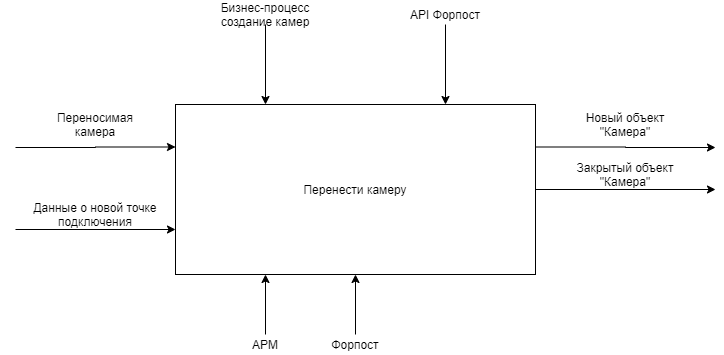 Бизнес-процесс
создание камер
API Форпост
Переносимая
камера
Новый объект
"Камера"
Закрытый объект
"Камера"
Перенести камеру
Данные о новой точке
подключения
АРМ
Форпост